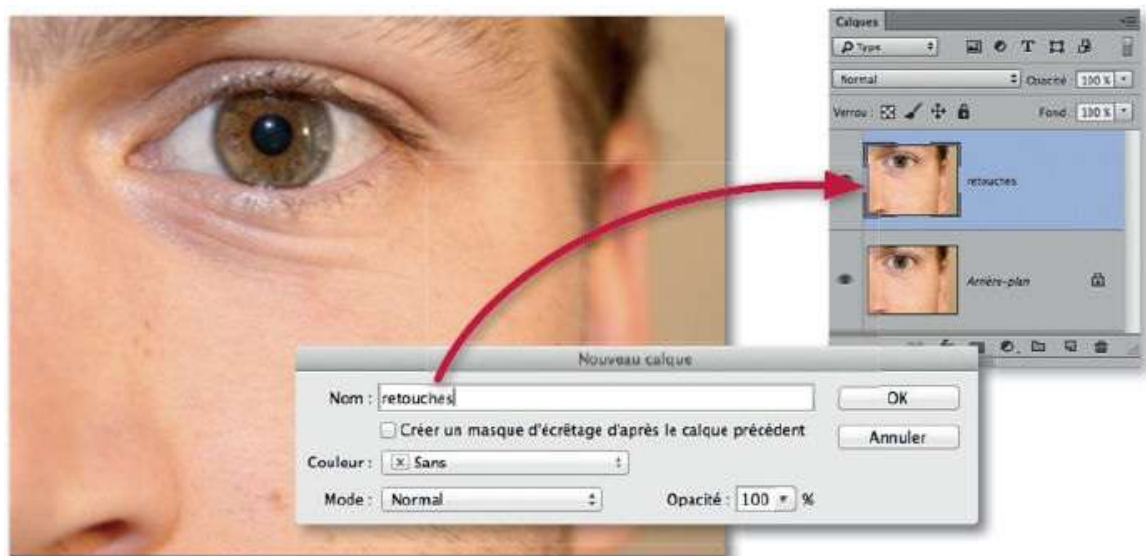 Calques
Type
T
Normal
Opacité : 100 %
Verrou :
Fond : 100 %
retouches
Arrière-plan
Nouveau calque
Nom : retouches
OK
Créer un masque d'écrêtage d'après le calque précédent
Annuler
Couleur : Sans
Mode : Normal
Opacité : 100 %